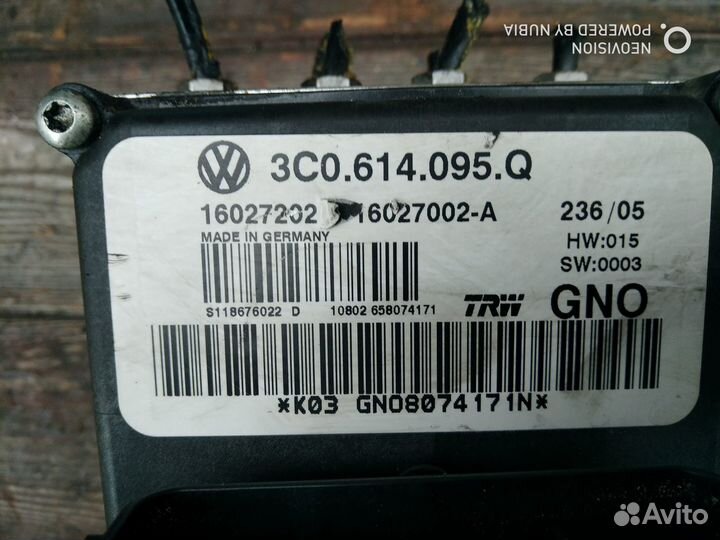 NEOVISION
POWERED BY NUBIA
3C0.614.095.Q
16027202 16027002-A 236/05
MADE IN GERMANY
HW:015
SW:0003
S118676022 D 10802 658074171
TRW GNO
*K03 GNO8074171N*
Avito